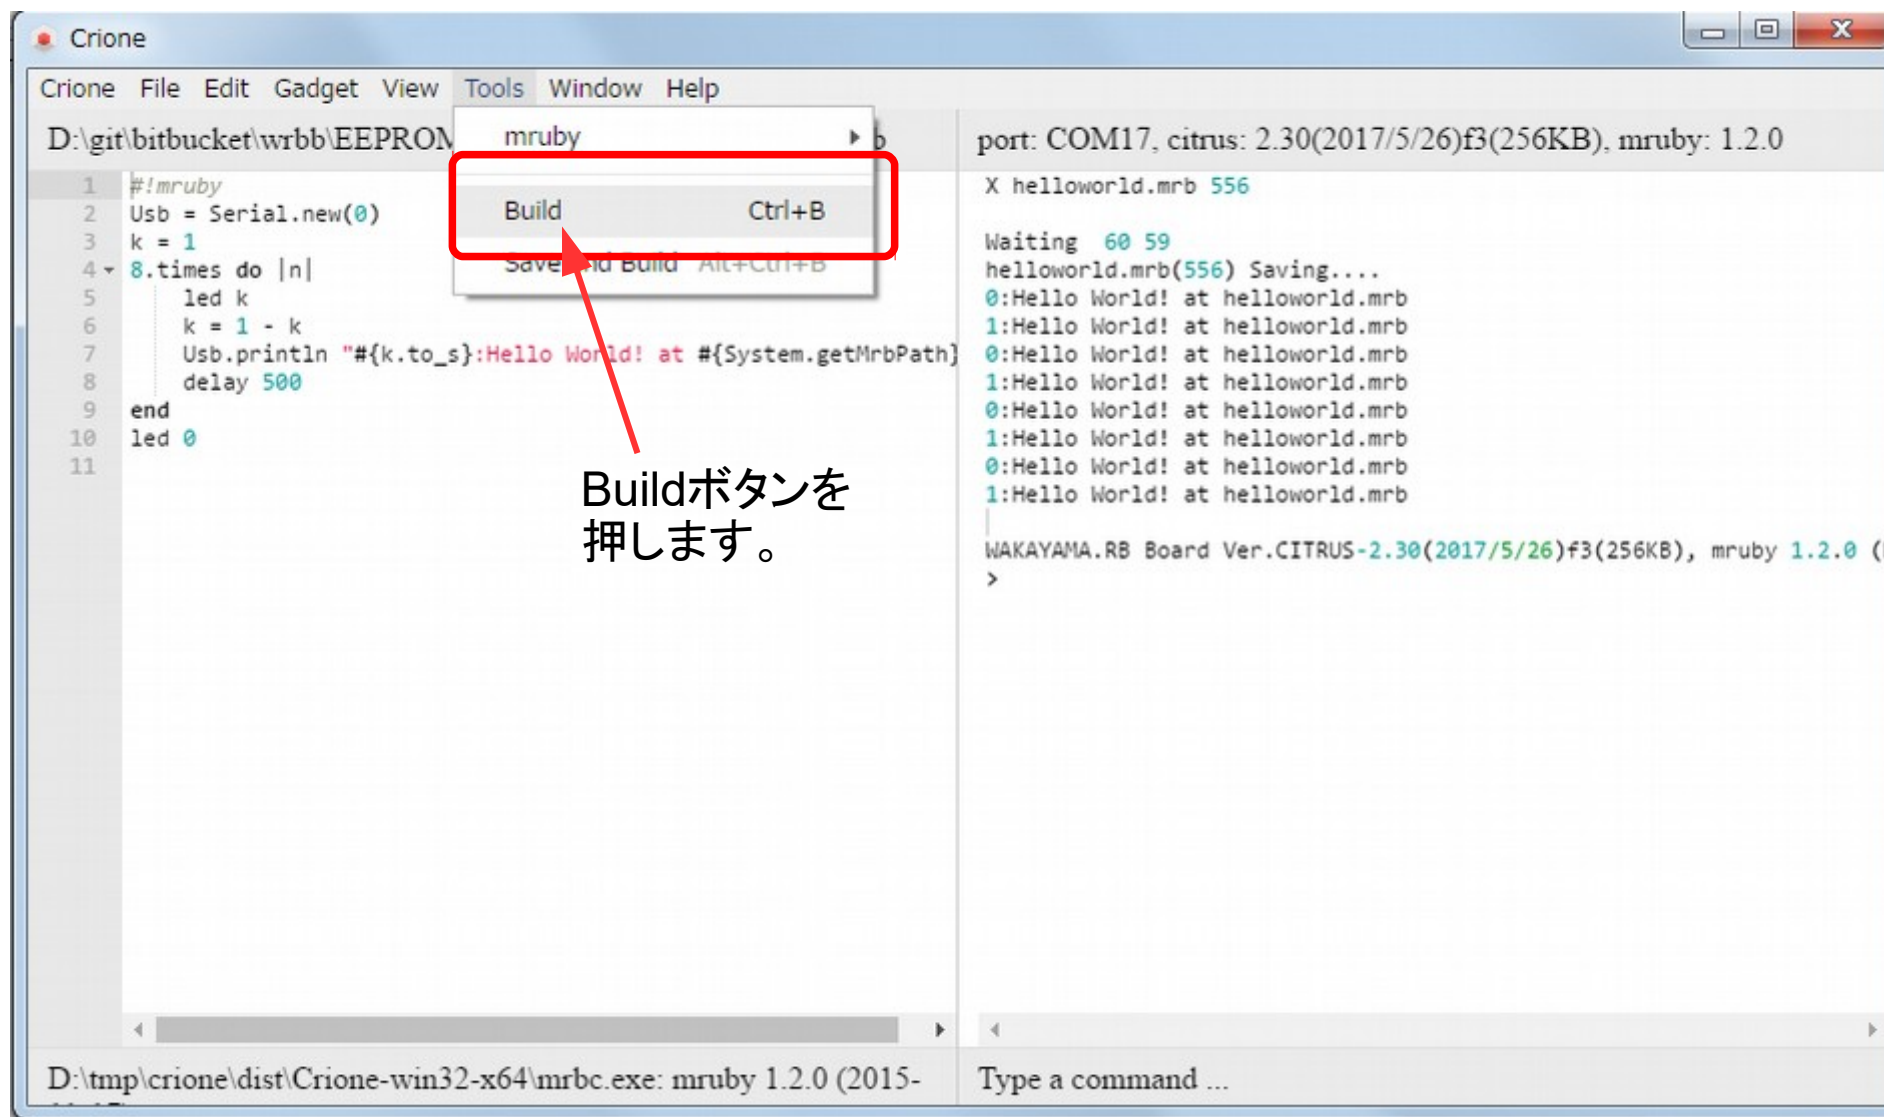 Crione
Crione File Edit Gadget View Tools Window Help
D:\git\bitbucket\wrbb\EEPROM
port: COM17, citrus: 2.30(2017/5/26)f3(256KB), mruby: 1.2.0
mruby
Build Ctrl+B
Save and Build Alt+Ctrl+B
1 #!mruby
2 Usb = Serial.new(0)
3 k = 1
4 8.times do |n|
5 led k
6 k = 1 - k
7 Usb.println "#{k.to_s}:Hello World! at #{System.getMrbPath}
8 delay 500
9 end
10 led 0
11
Buildボタンを
押します。
X helloworld.mrb 556
Waiting 60 59
helloworld.mrb(556) Saving....
0:Hello World! at helloworld.mrb
1:Hello World! at helloworld.mrb
0:Hello World! at helloworld.mrb
1:Hello World! at helloworld.mrb
0:Hello World! at helloworld.mrb
1:Hello World! at helloworld.mrb
0:Hello World! at helloworld.mrb
1:Hello World! at helloworld.mrb
WAKAYAMA.RB Board Ver.CITRUS-2.30(2017/5/26)f3(256KB), mruby 1.2.0 (
>
D:\tmp\crione\dist\Crione-win32-x64\mrbc.exe: mruby 1.2.0 (2015-
Type a command ...